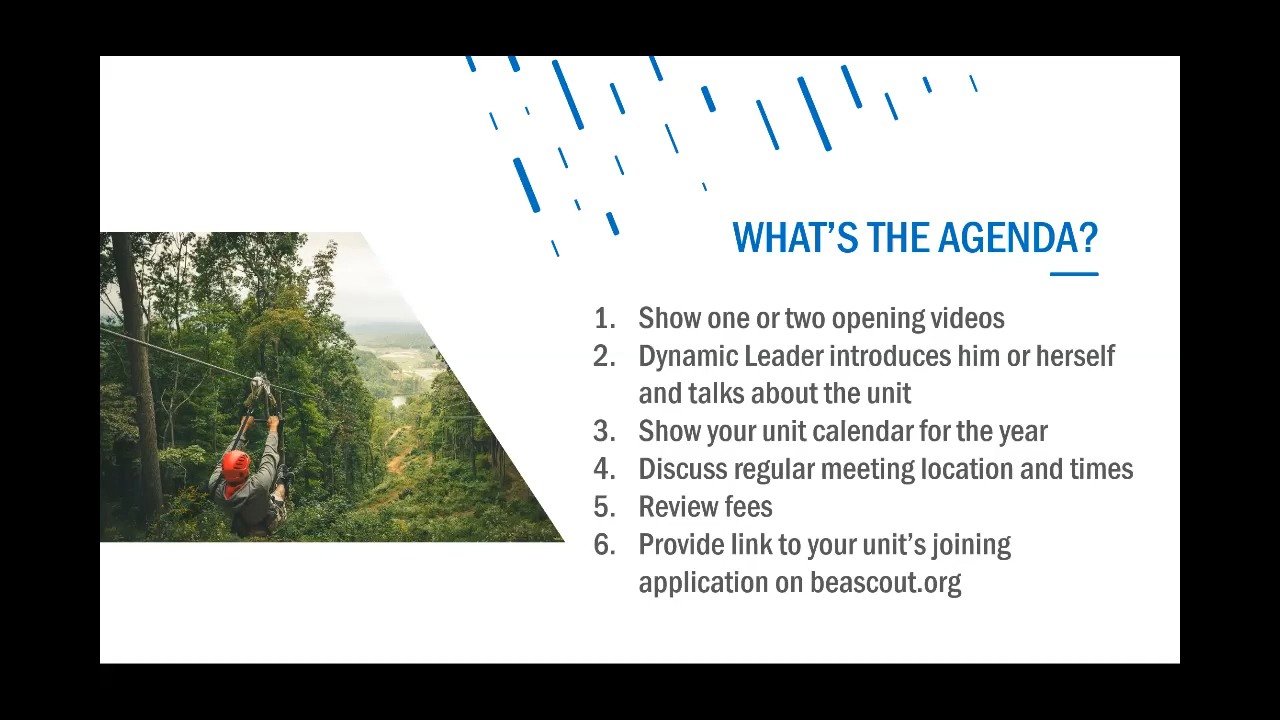 WHAT'S THE AGENDA?
1. Show one or two opening videos
2. Dynamic Leader introduces him or herself
and talks about the unit
3. Show your unit calendar for the year
4. Discuss regular meeting location and times
5. Review fees
6. Provide link to your unit's joining
application on beascout.org